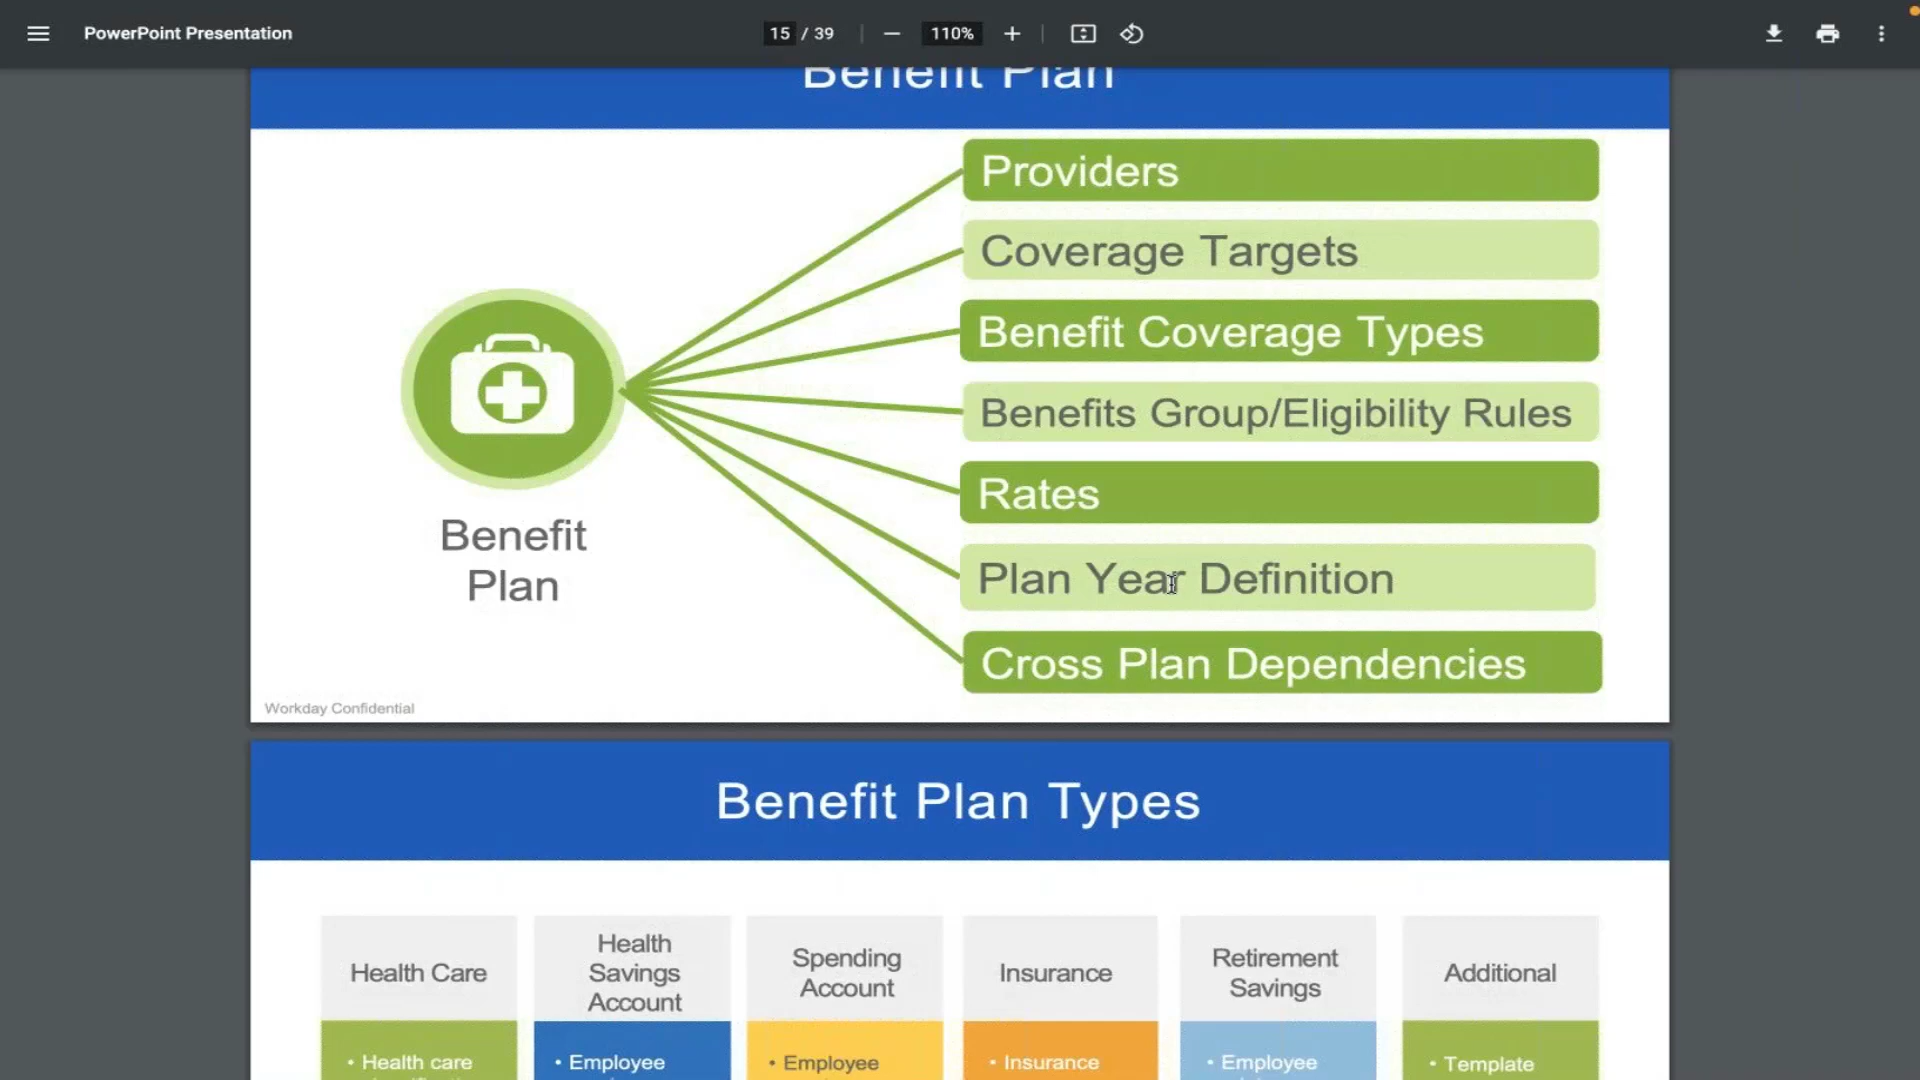 PowerPoint Presentation
15 / 39
110%
Benefit Plan
Providers
Coverage Targets
Benefit Coverage Types
Benefits Group/Eligibility Rules
Rates
Plan Year Definition
Cross Plan Dependencies
Benefit
Plan
Workday Confidential
Benefit Plan Types
Health Care
Health
Savings
Account
Spending
Account
Insurance
Retirement
Savings
Additional
• Health care
• Employee
• Employee
• Insurance
• Employee
• Template